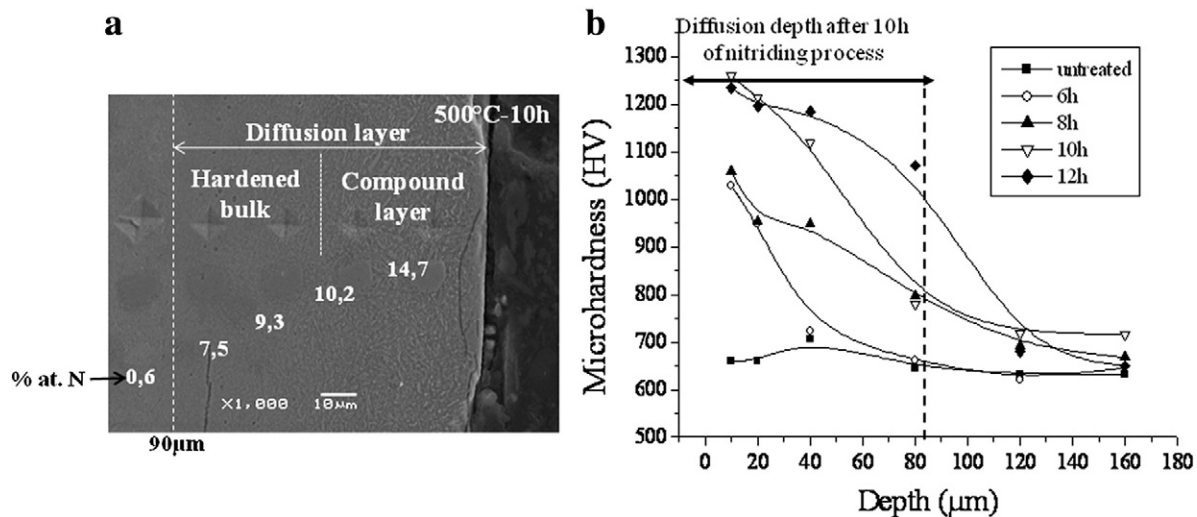 a
500°C-10h
Diffusion layer
Hardened
bulk
Compound
layer
14,7
10,2
9,3
7,5
% at. N
0,6
X1,000
10µm
90µm
b
Diffusion depth after 10h
of nitriding process
untreated
6h
8h
10h
12h
Microhardness (HV)
1300
1200
1100
1000
900
800
700
600
500
0 20 40 60 80 100 120 140 160 180
Depth (µm)